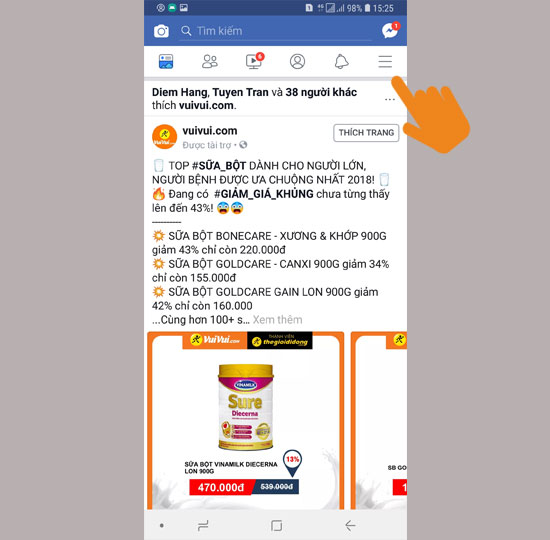 1 4G 98% 15:25
Tìm kiếm
1
6
Diem Hang, Tuyen Tran và 38 người khác
thích vuivui.com.
VuiVui.com
vuivui.com
Được tài trợ
THÍCH TRANG
🥛 TOP #SỮA_BỘT DÀNH CHO NGƯỜI LỚN,
NGƯỜI BỆNH ĐƯỢC ƯA CHUỘNG NHẤT 2018! 🥛
🔥 Đang có #GIẢM_GIÁ_KHỦNG chưa từng thấy
lên đến 43%! 😨😨
----------
💥 SỮA BỘT BONECARE - XƯƠNG & KHỚP 900G
giảm 43% chỉ còn 220.000đ
💥 SỮA BỘT GOLDCARE - CANXI 900G giảm 34%
chỉ còn 155.000đ
💥 SỮA BỘT GOLDCARE GAIN LON 900G giảm
42% chỉ còn 160.000
...Cùng hơn 100+ s... Xem thêm
VuiVui.com
THÀNH VIÊN
thegioididong
VINAMILK
Sure
Diecerna
SỮA BỘT VINAMILK DIECERNA
LON 900G
13%
470.000đ
539.000đ
SB GO
1